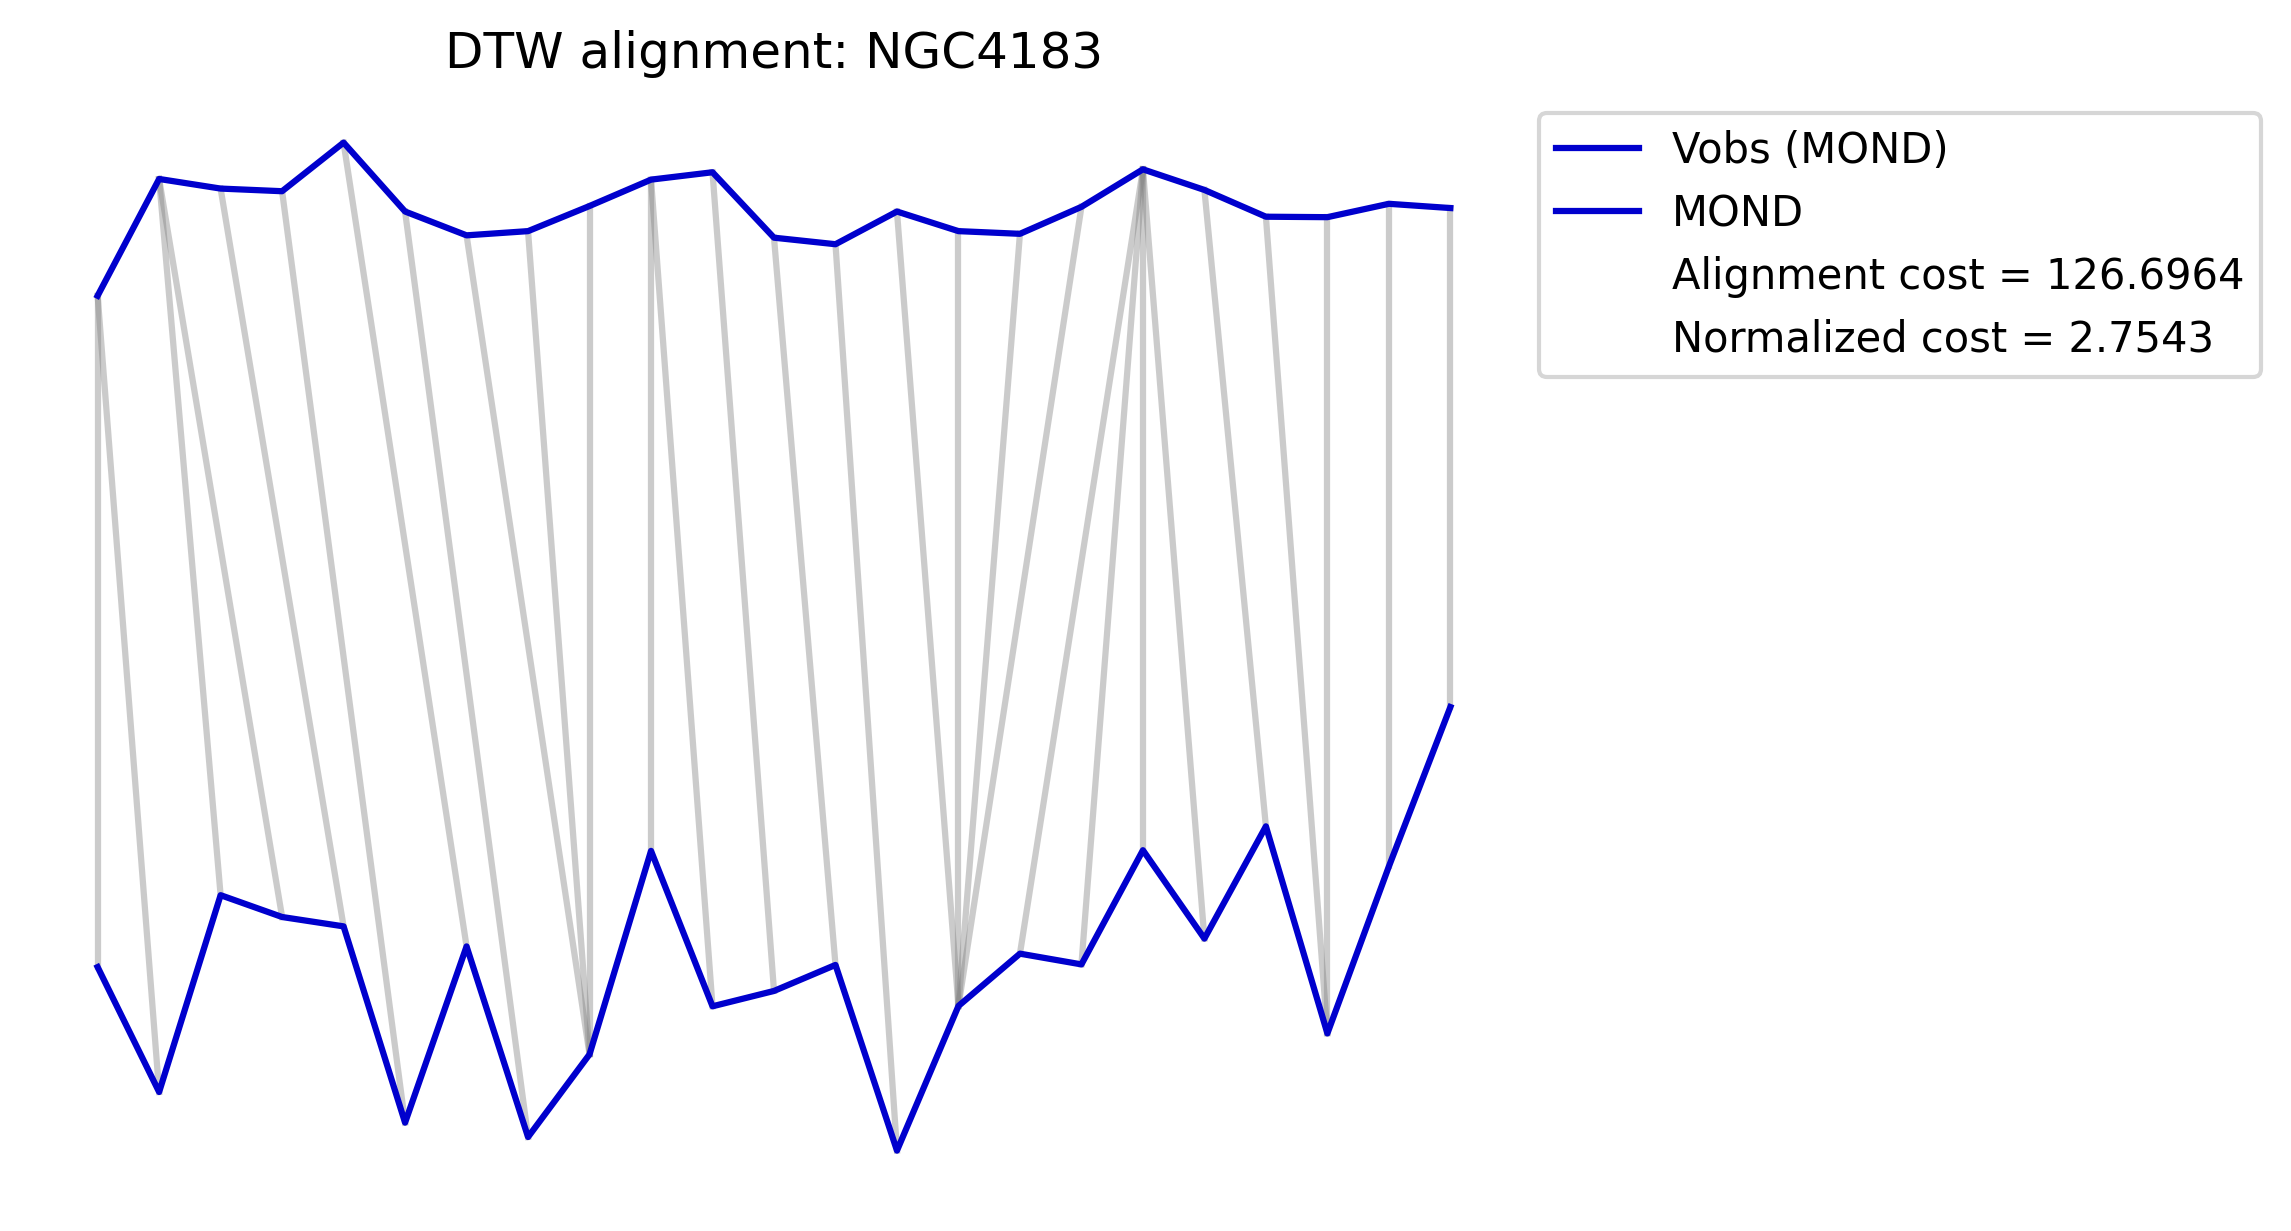 DTW alignment: NGC4183
Vobs (MOND)
MOND
Alignment cost = 126.6964
Normalized cost = 2.7543